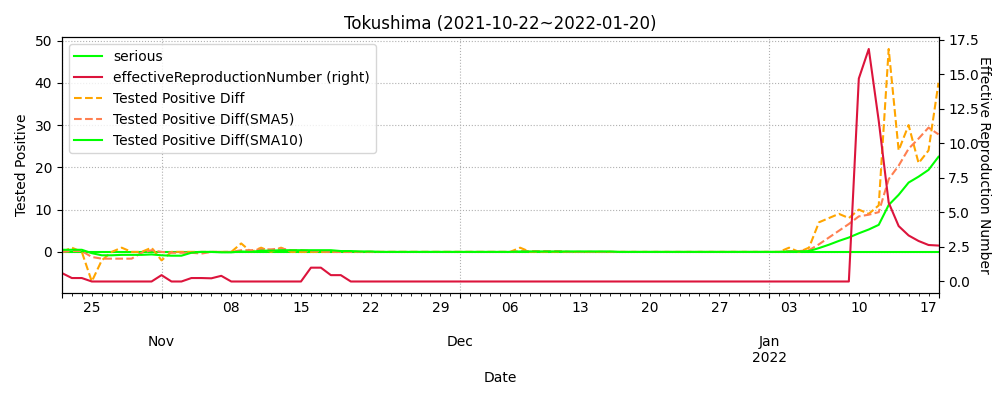 Tokushima (2021-10-22~2022-01-20)
serious
effectiveReproductionNumber (right)
Tested Positive Diff
Tested Positive Diff(SMA5)
Tested Positive Diff(SMA10)
Tested Positive
50
40
30
20
10
0
17.5
15.0
12.5
10.0
7.5
5.0
2.5
0.0
Effective Reproduction Number
25 08 15 22 29 06 13 20 27 03 10 17
Nov Dec Jan
2022
Date